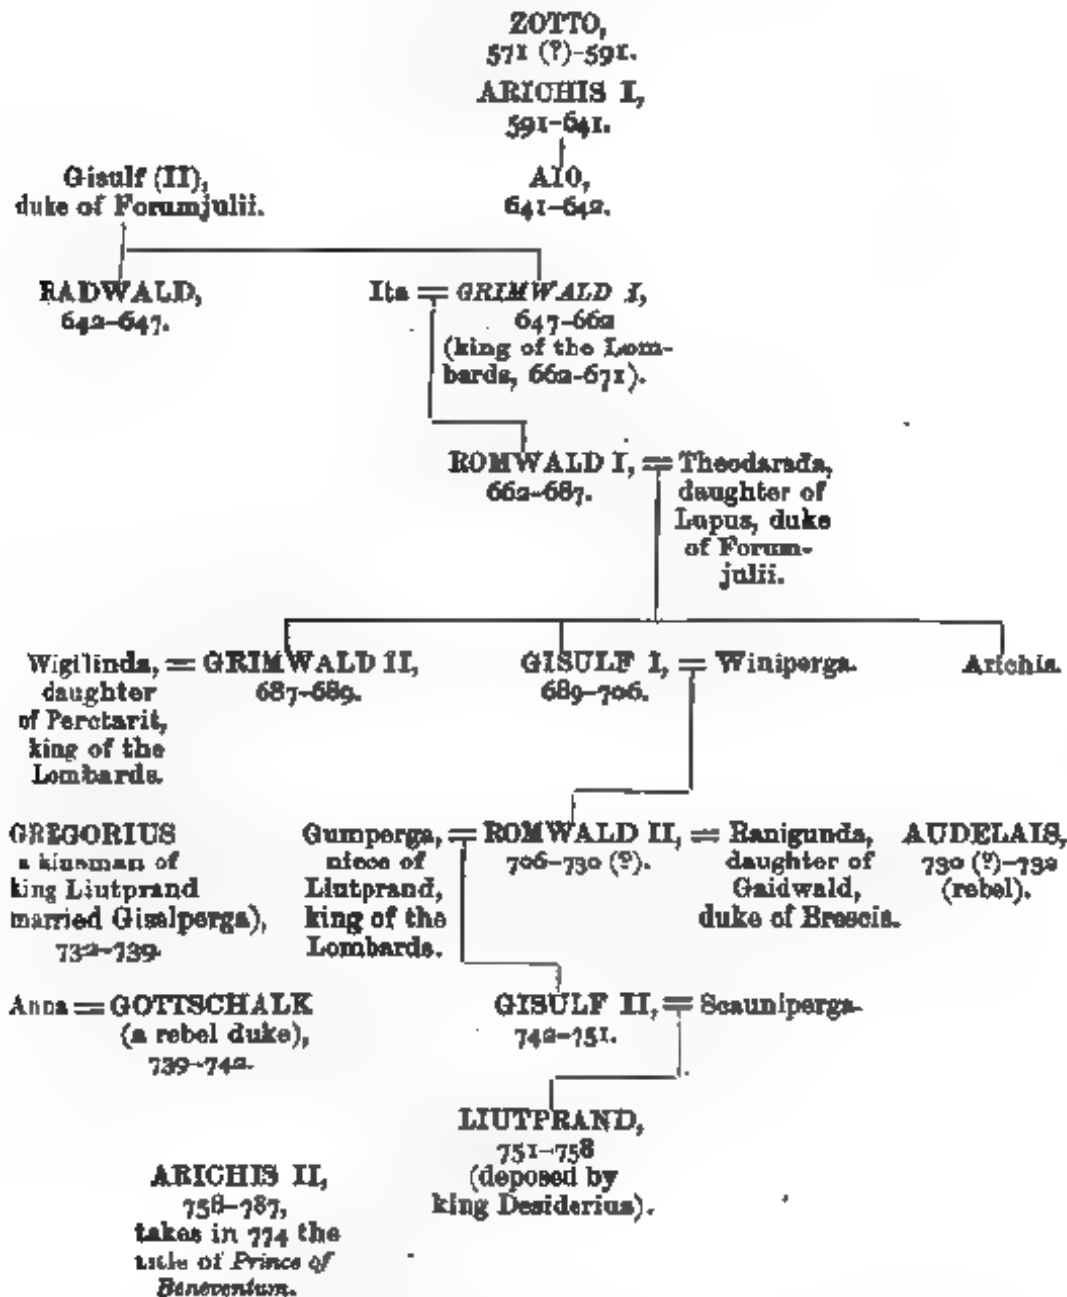 ZOTTO,
571 (?)-591.
ARICHIS I,
591-641.
Gisulf (II),
duke of Forumjulii.
AIO,
641-642.
RADWALD,
642-647.
Ita = GRIMWALD I,
647-662
(king of the Lom-
bards, 662-671).
ROMWALD I, = Theodarada,
662-687.
daughter of
Lupus, duke
of Forum-
julii.
Wigilinda, = GRIMWALD II,
687-689.
daughter
of Perctarit,
king of the
Lombards.
GISULF I, = Winiperga.
689-706.
Arichis.
GREGORIUS
a kinsman of
king Liutprand
married Giselperga),
732-739.
Gumperga, = ROMWALD II, = Ranigunda,
niece of
Liutprand,
king of the
Lombards.
706-730 (?).
daughter of
Gaidwald,
duke of Brescia.
AUDELAIS,
730 (?)-732
(rebel).
Anna = GOTTSCHALK
(a rebel duke),
739-742.
GISULF II, = Scauniperga.
742-751.
LIUTPRAND,
751-758
(deposed by
king Desiderius).
ARICHIS II,
758-787,
takes in 774 the
title of Prince of
Beneventum.